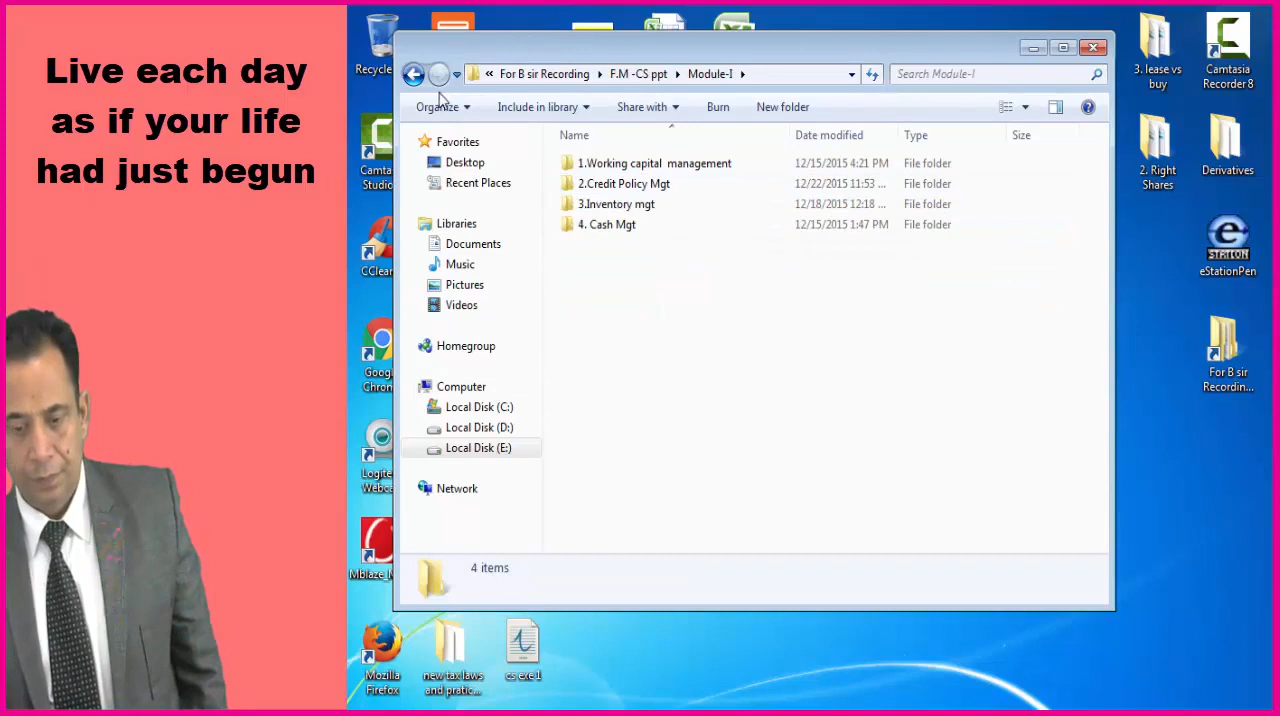 Live each day
as if your life
had just begun
Recycle
Camta
Studio
CClea
Goog
Chron
Logite
Webca
Mblaze_M
Mozilla
Firefox
new tax laws
and pratic...
cs exe 1
« For B sir Recording
F.M -CS ppt
Module-I
Search Module-I
Organize
Include in library
Share with
Burn
New folder
Favorites
Desktop
Recent Places
Libraries
Documents
Music
Pictures
Videos
Homegroup
Computer
Local Disk (C:)
Local Disk (D:)
Local Disk (E:)
Network
Name Date modified Type Size
1.Working capital management 12/15/2015 4:21 PM File folder
2.Credit Policy Mgt 12/22/2015 11:53 ... File folder
3.Inventory mgt 12/18/2015 12:18 ... File folder
4. Cash Mgt 12/15/2015 1:47 PM File folder
4 items
3. lease vs
buy
Camtasia
Recorder 8
2. Right
Shares
Derivatives
STATION
eStationPen
For B sir
Recordin...